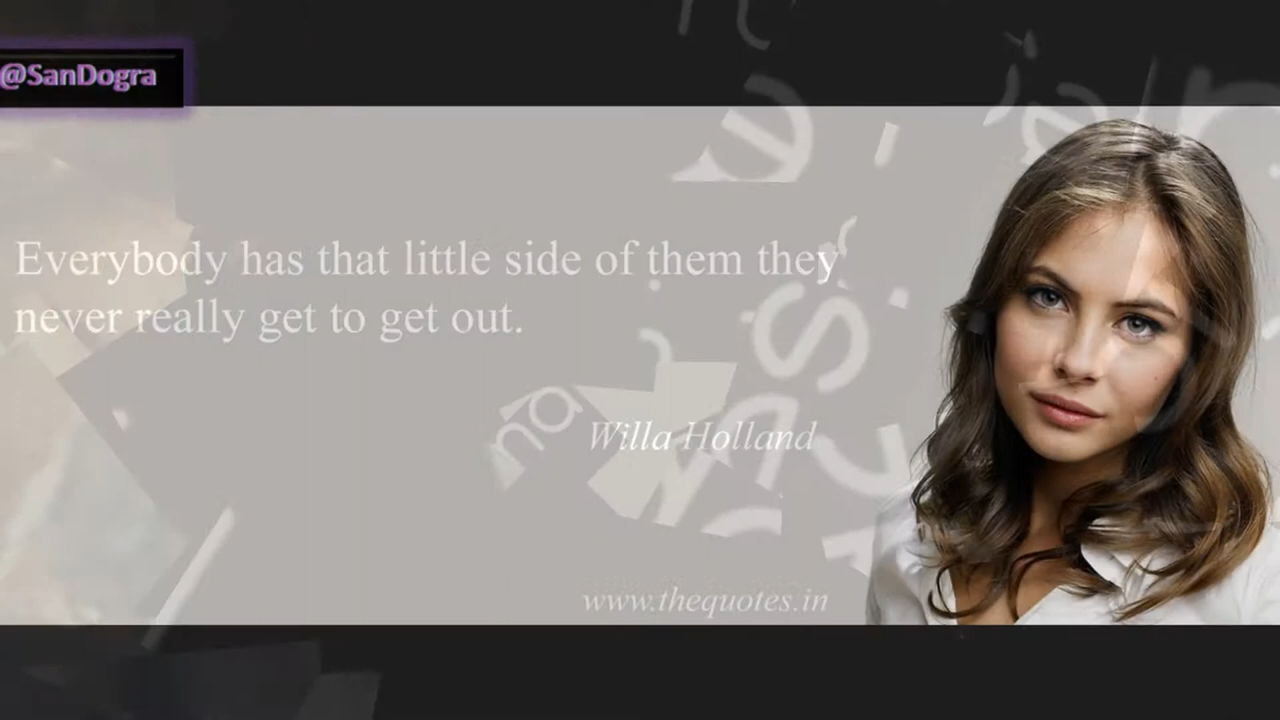 @SanDogra
Everybody has that little side of them they
never really get to get out.
Willa Holland
www.thequotes.in